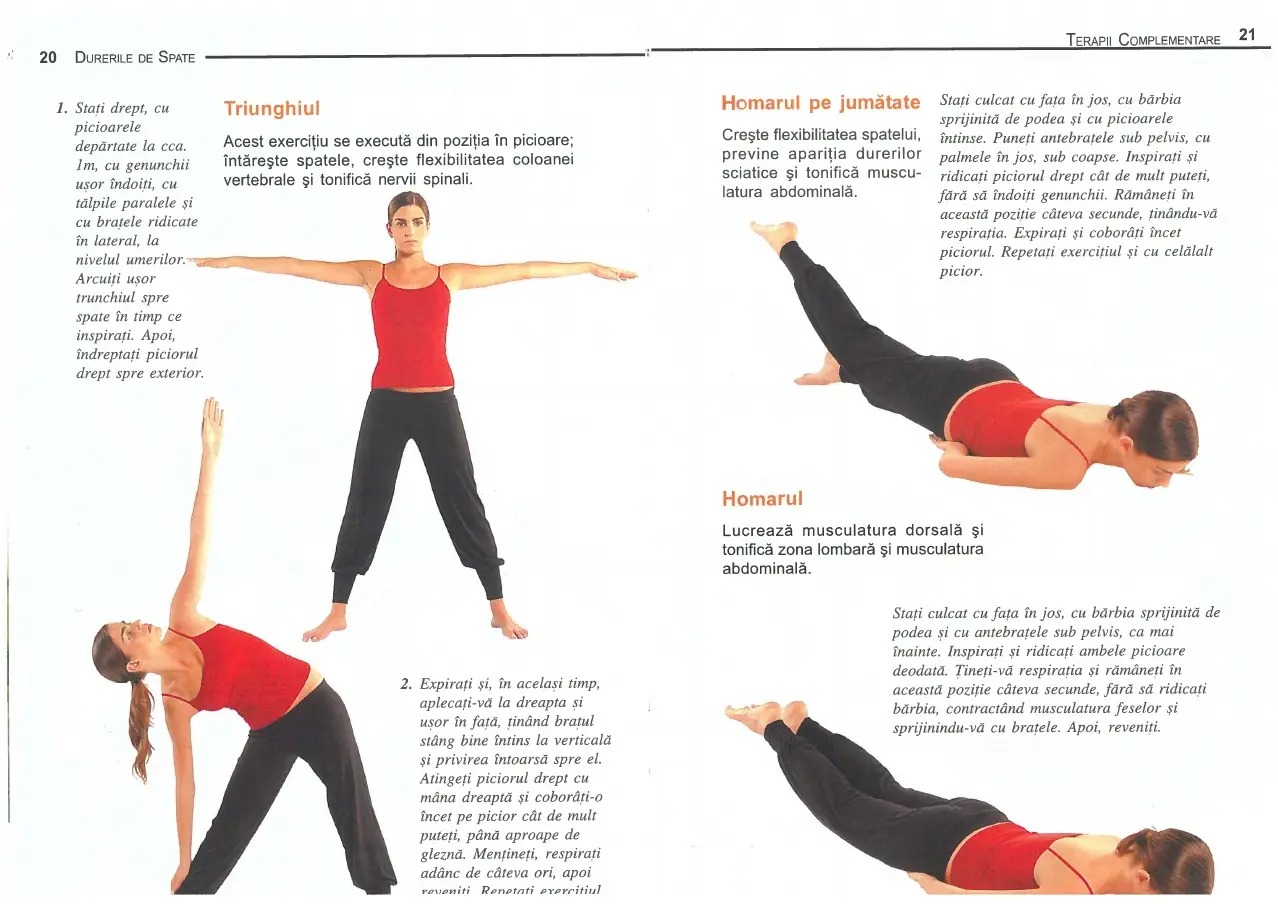 20 DURERILE DE SPATE
1. Stați drept, cu
picioarele
depărtate la cca.
1m, cu genunchii
ușor îndoiți, cu
tălpile paralele și
cu brațele ridicate
în lateral, la
nivelul umerilor.
Arcuiți ușor
trunchiul spre
spate în timp ce
inspirați. Apoi,
îndreptați piciorul
drept spre exterior.
Triunghiul
Acest exercițiu se execută din poziția în picioare;
întăreşte spatele, creşte flexibilitatea coloanei
vertebrale şi tonifică nervii spinali.
2. Expirați și, în același timp,
aplecați-vă la dreapta și
ușor în față, ținând brațul
stâng bine întins la verticală
și privirea întoarsă spre el.
Atingeți piciorul drept cu
mâna dreaptă și coborâți-o
încet pe picior cât de mult
puteți, până aproape de
gleznă. Mențineți, respirați
adânc de câteva ori, apoi
reveniți. Repetați exercițiul
TERAPII COMPLEMENTARE 21
Homarul pe jumătate
Creşte flexibilitatea spatelui,
previne apariția durerilor
sciatice şi tonifică muscu-
latura abdominală.
Stați culcat cu fața în jos, cu bărbia
sprijinită de podea și cu picioarele
întinse. Puneți antebrațele sub pelvis, cu
palmele în jos, sub coapse. Inspirați și
ridicați piciorul drept cât de mult puteți,
fără să îndoiți genunchii. Rămâneți în
această poziție câteva secunde, ținându-vă
respirația. Expirați și coborâți încet
piciorul. Repetați exercițiul și cu celălalt
picior.
Homarul
Lucrează musculatura dorsală şi
tonifică zona lombară şi musculatura
abdominală.
Stați culcat cu fața în jos, cu bărbia sprijinită de
podea și cu antebrațele sub pelvis, ca mai
înainte. Inspirați și ridicați ambele picioare
deodată. Țineți-vă respirația și rămâneți în
această poziție câteva secunde, fără să ridicați
bărbia, contractând musculatura feselor și
sprijinindu-vă cu brațele. Apoi, reveniți.